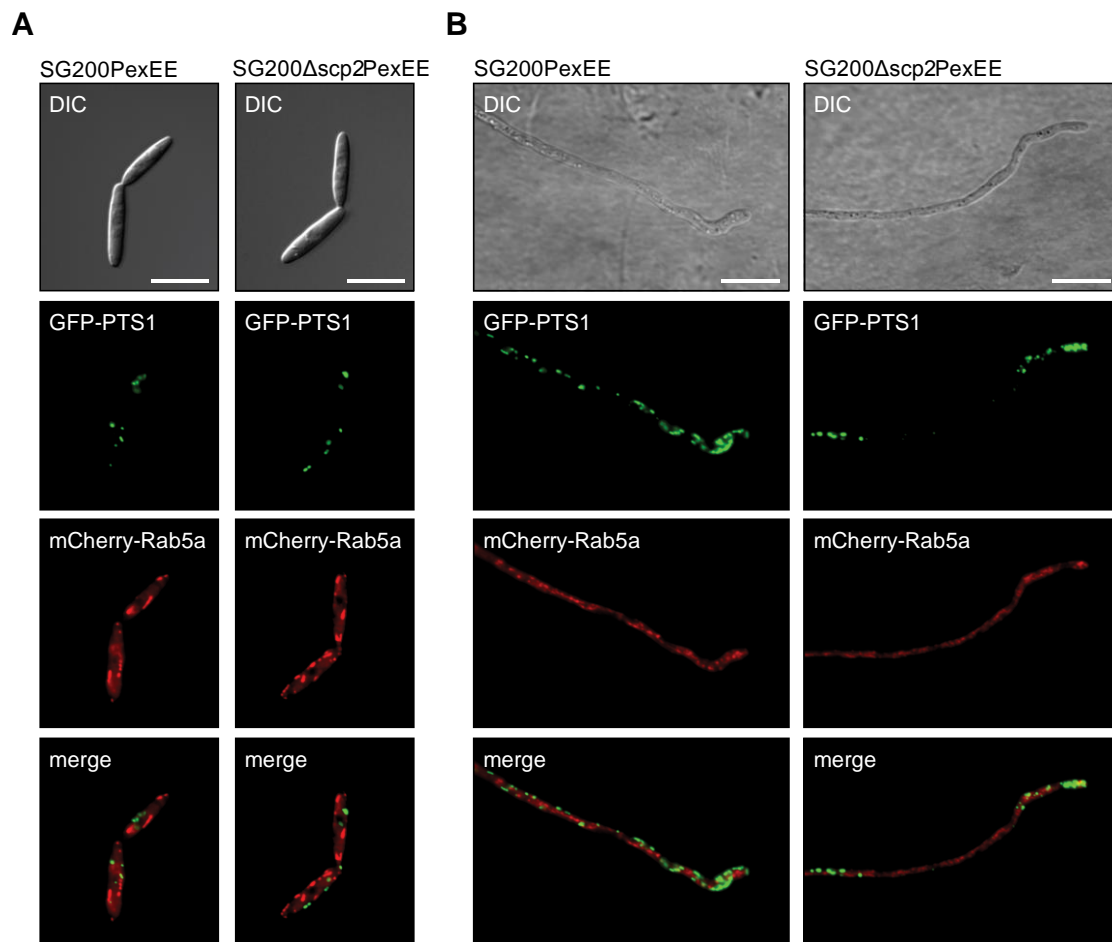 A
SG200PexEE
SG200Δscp2PexEE
DIC
DIC
GFP-PTS1
GFP-PTS1
mCherry-Rab5a
mCherry-Rab5a
merge
merge
B
SG200PexEE
SG200Δscp2PexEE
DIC
DIC
GFP-PTS1
GFP-PTS1
mCherry-Rab5a
mCherry-Rab5a
merge
merge